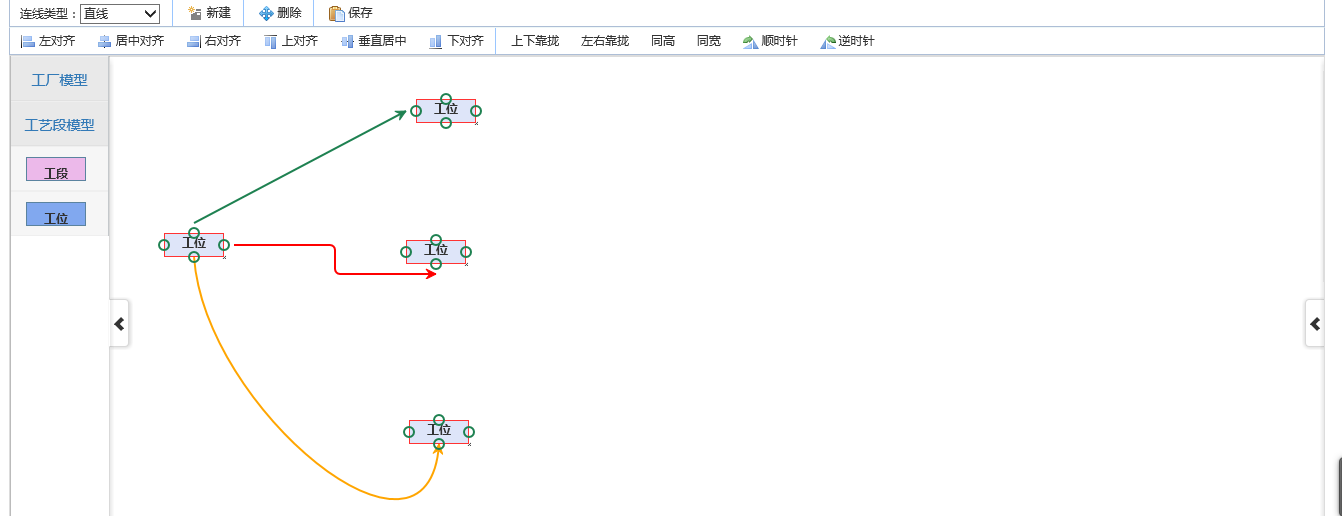 连线类型： 直线 新建 删除 保存
左对齐 居中对齐 右对齐 上对齐 垂直居中 下对齐 上下靠拢 左右靠拢 同高 同宽 顺时针 逆时针
工厂模型
工艺段模型
工段
工位
工位
工位
工位
工位